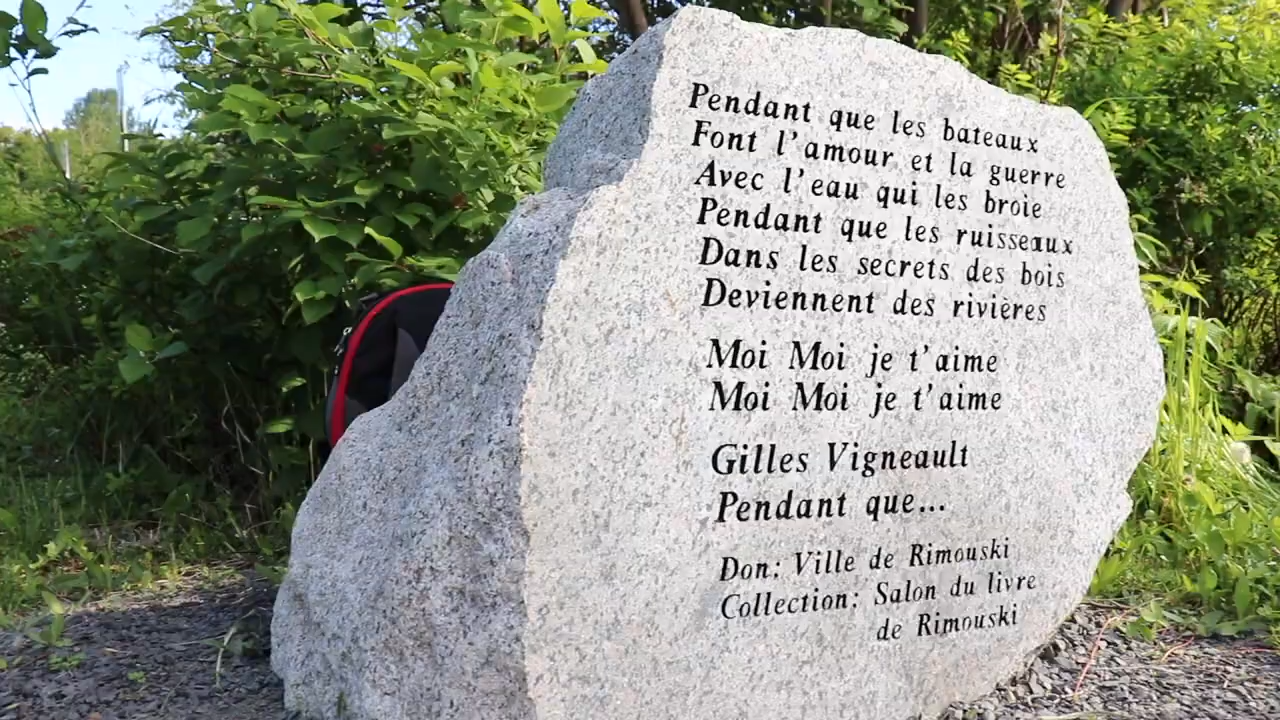 Pendant que les bateaux
Font l'amour et la guerre
Avec l'eau qui les broie
Pendant que les ruisseaux
Dans les secrets des bois
Deviennent des rivières
Moi Moi je t'aime
Moi Moi je t'aime
Gilles Vigneault
Pendant que...
Don: Ville de Rimouski
Collection: Salon du livre
de Rimouski